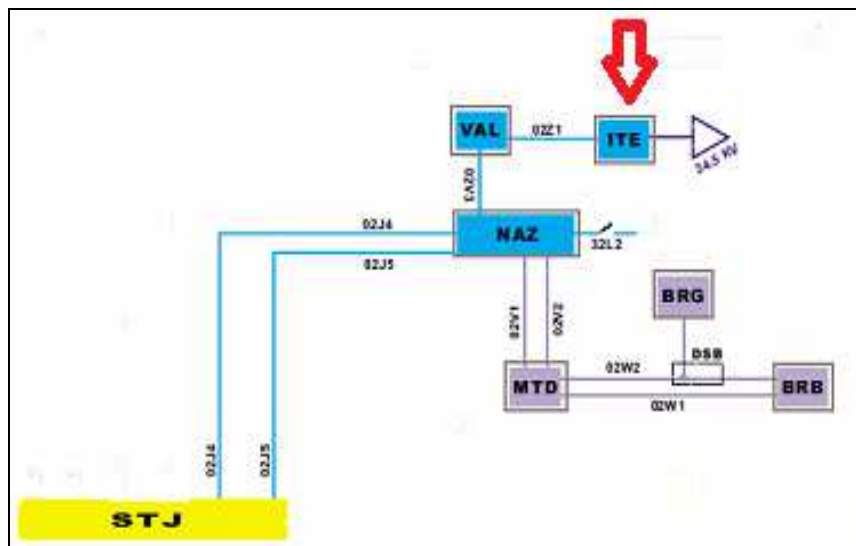 VAL
02Z1
ITE
34.5 KV
02V3
02J4
NAZ
32L2
02J5
BRG
02V1
02V2
DSB
02W2
MTD
BRB
02W1
02J4
02J5
STJ